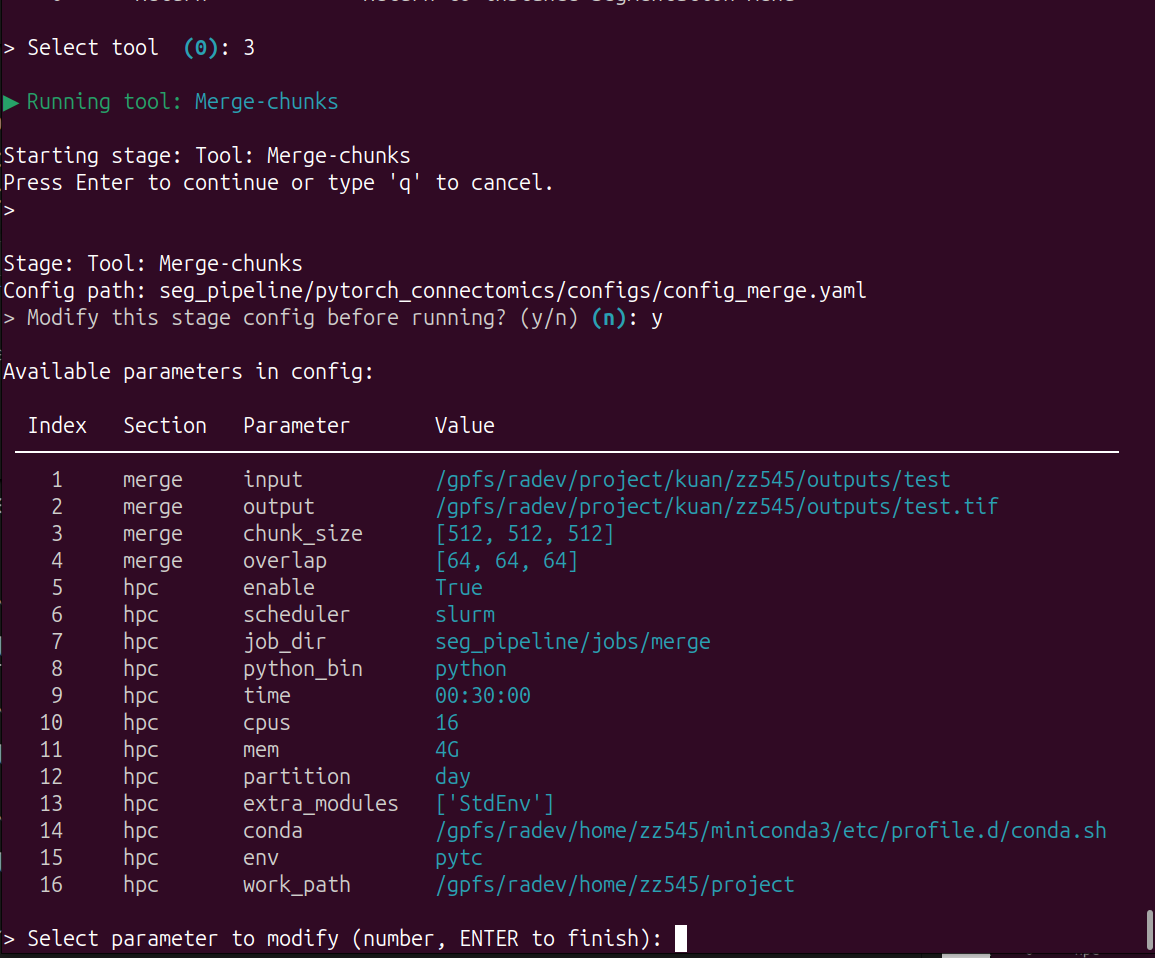 > Select tool (0): 3
▶ Running tool: Merge-chunks
Starting stage: Tool: Merge-chunks
Press Enter to continue or type 'q' to cancel.
>
Stage: Tool: Merge-chunks
Config path: seg_pipeline/pytorch_connectomics/configs/config_merge.yaml
> Modify this stage config before running? (y/n) (n): y
Available parameters in config:
Index Section Parameter Value
1 merge input /gpfs/radev/project/kuan/zz545/outputs/test
2 merge output /gpfs/radev/project/kuan/zz545/outputs/test.tif
3 merge chunk_size [512, 512, 512]
4 merge overlap [64, 64, 64]
5 hpc enable True
6 hpc scheduler slurm
7 hpc job_dir seg_pipeline/jobs/merge
8 hpc python_bin python
9 hpc time 00:30:00
10 hpc cpus 16
11 hpc mem 4G
12 hpc partition day
13 hpc extra_modules ['StdEnv']
14 hpc conda /gpfs/radev/home/zz545/miniconda3/etc/profile.d/conda.sh
15 hpc env pytc
16 hpc work_path /gpfs/radev/home/zz545/project
> Select parameter to modify (number, ENTER to finish):